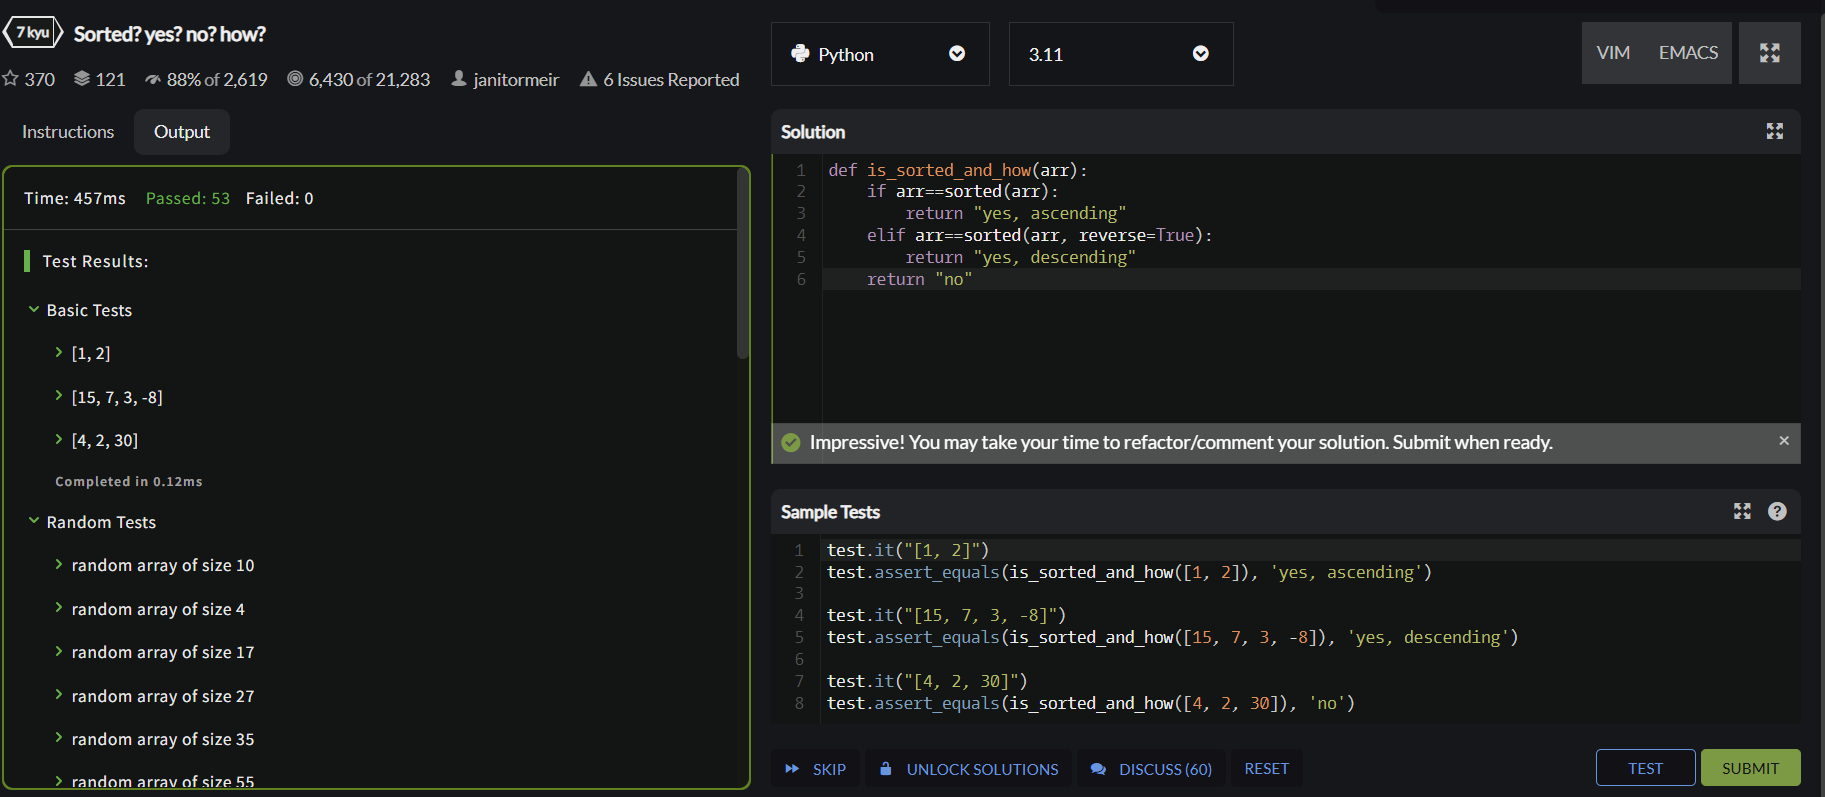 7 kyu Sorted? yes? no? how?
370 121 88% of 2,619 6,430 of 21,283 janitormeir 6 Issues Reported
Instructions Output
Time: 457ms Passed: 53 Failed: 0
Test Results:
Basic Tests
[1, 2]
[15, 7, 3, -8]
[4, 2, 30]
Completed in 0.12ms
Random Tests
random array of size 10
random array of size 4
random array of size 17
random array of size 27
random array of size 35
random array of size 55
Python 3.11 VIM EMACS
Solution
1 def is_sorted_and_how(arr):
2     if arr==sorted(arr):
3         return "yes, ascending"
4     elif arr==sorted(arr, reverse=True):
5         return "yes, descending"
6     return "no"
Impressive! You may take your time to refactor/comment your solution. Submit when ready. ×
Sample Tests ?
1 test.it("[1, 2]")
2 test.assert_equals(is_sorted_and_how([1, 2]), 'yes, ascending')
3
4 test.it("[15, 7, 3, -8]")
5 test.assert_equals(is_sorted_and_how([15, 7, 3, -8]), 'yes, descending')
6
7 test.it("[4, 2, 30]")
8 test.assert_equals(is_sorted_and_how([4, 2, 30]), 'no')
SKIP UNLOCK SOLUTIONS DISCUSS (60) RESET TEST SUBMIT